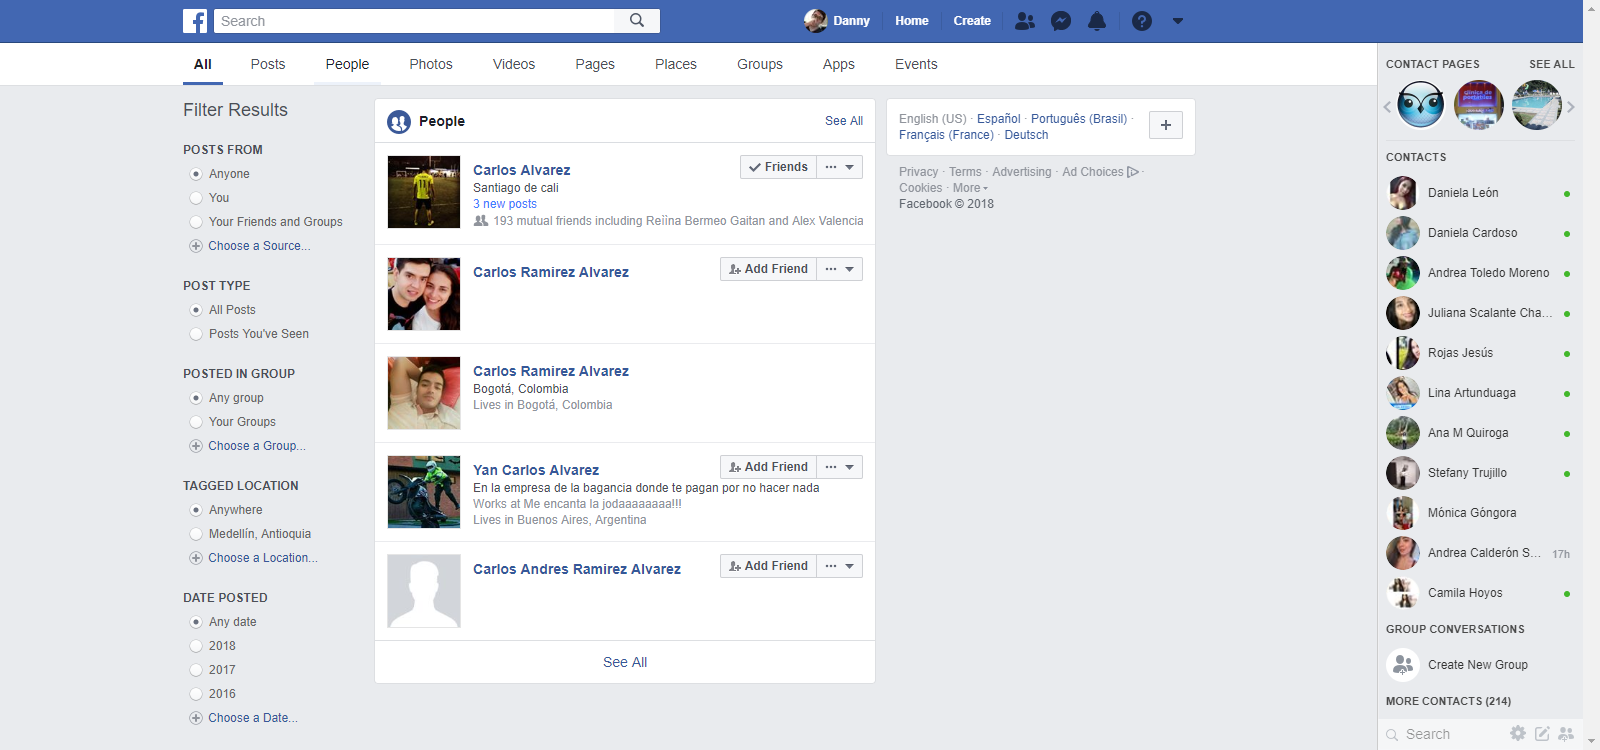 Search
Danny Home Create
All Posts People Photos Videos Pages Places Groups Apps Events
Filter Results
POSTS FROM
Anyone
You
Your Friends and Groups
Choose a Source...
POST TYPE
All Posts
Posts You've Seen
POSTED IN GROUP
Any group
Your Groups
Choose a Group...
TAGGED LOCATION
Anywhere
Medellín, Antioquia
Choose a Location...
DATE POSTED
Any date
2018
2017
2016
Choose a Date...
People See All
Carlos Alvarez Friends
Santiago de cali
3 new posts
193 mutual friends including Reiìna Bermeo Gaitan and Alex Valencia
Carlos Ramirez Alvarez Add Friend
Carlos Ramirez Alvarez
Bogotá, Colombia
Lives in Bogotá, Colombia
Yan Carlos Alvarez Add Friend
En la empresa de la bagancia donde te pagan por no hacer nada
Works at Me encanta la jodaaaaaaaa!!!
Lives in Buenos Aires, Argentina
Carlos Andres Ramirez Alvarez Add Friend
See All
English (US) · Español · Português (Brasil) ·
Français (France) · Deutsch
Privacy · Terms · Advertising · Ad Choices ·
Cookies · More
Facebook © 2018
CONTACT PAGES SEE ALL
CONTACTS
Daniela León
Daniela Cardoso
Andrea Toledo Moreno
Juliana Scalante Cha...
Rojas Jesús
Lina Artunduaga
Ana M Quiroga
Stefany Trujillo
Mónica Góngora
Andrea Calderón S... 17h
Camila Hoyos
GROUP CONVERSATIONS
Create New Group
MORE CONTACTS (214)
Search